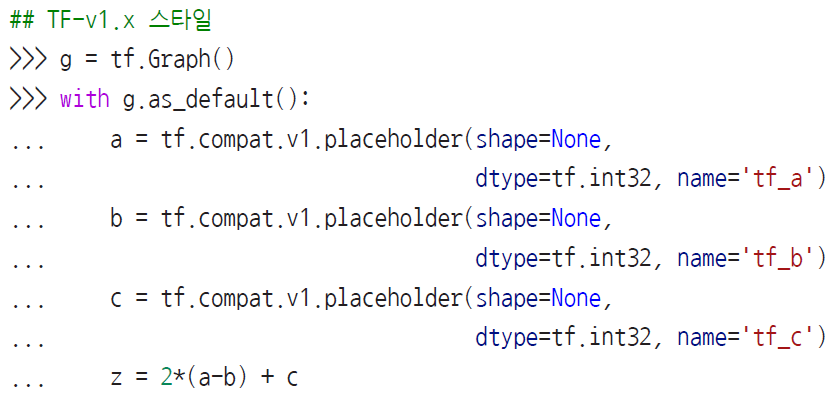 ## TF-v1.x 스타일
>>> g = tf.Graph()
>>> with g.as_default():
...     a = tf.compat.v1.placeholder(shape=None,
...                                  dtype=tf.int32, name='tf_a')
...     b = tf.compat.v1.placeholder(shape=None,
...                                  dtype=tf.int32, name='tf_b')
...     c = tf.compat.v1.placeholder(shape=None,
...                                  dtype=tf.int32, name='tf_c')
...     z = 2*(a-b) + c